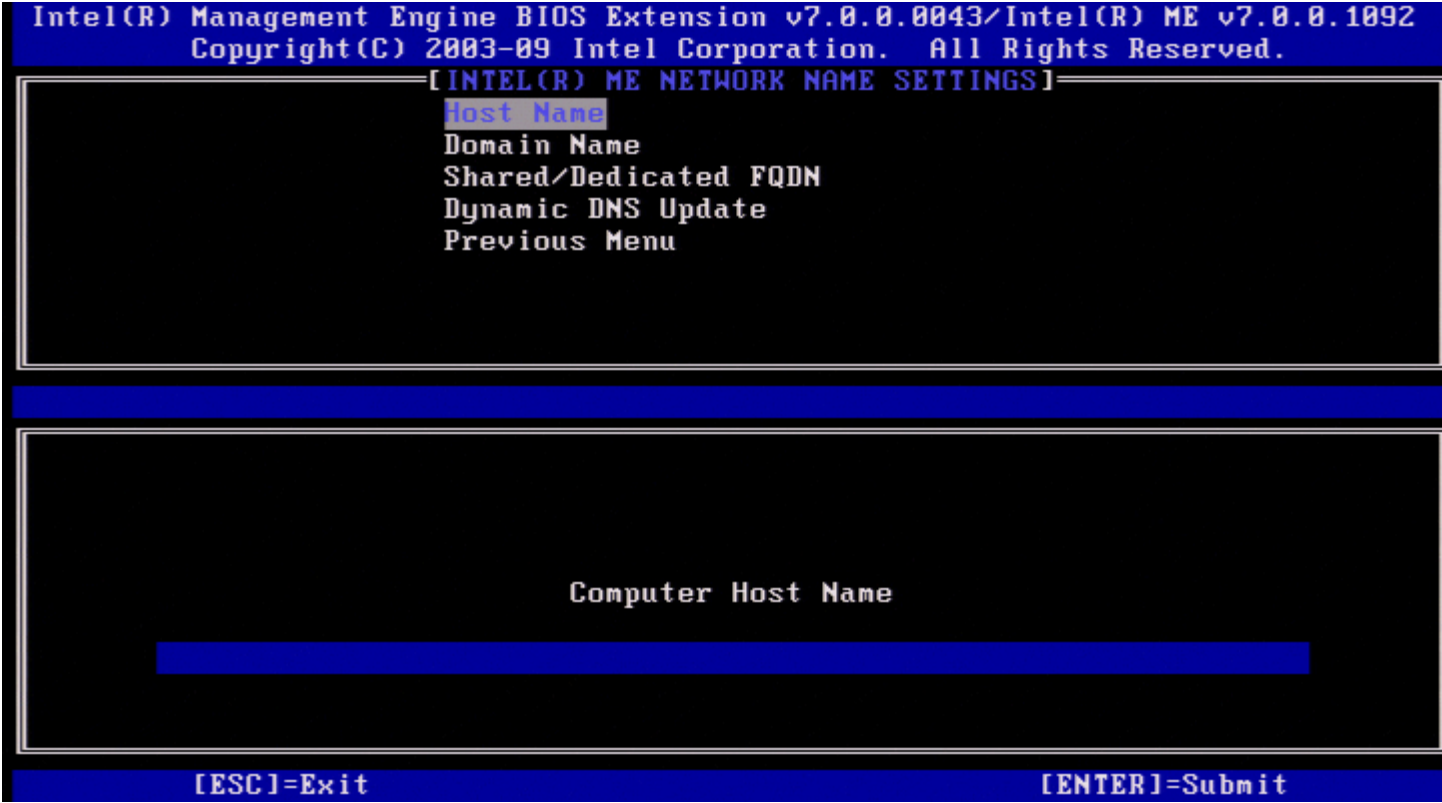 Intel(R) Management Engine BIOS Extension v7.0.0.0043/Intel(R) ME v7.0.0.1092
Copyright(C) 2003-09 Intel Corporation. All Rights Reserved.
[INTEL(R) ME NETWORK NAME SETTINGS]
Host Name
Domain Name
Shared/Dedicated FQDN
Dynamic DNS Update
Previous Menu
Computer Host Name
[ESC]=Exit [ENTER]=Submit